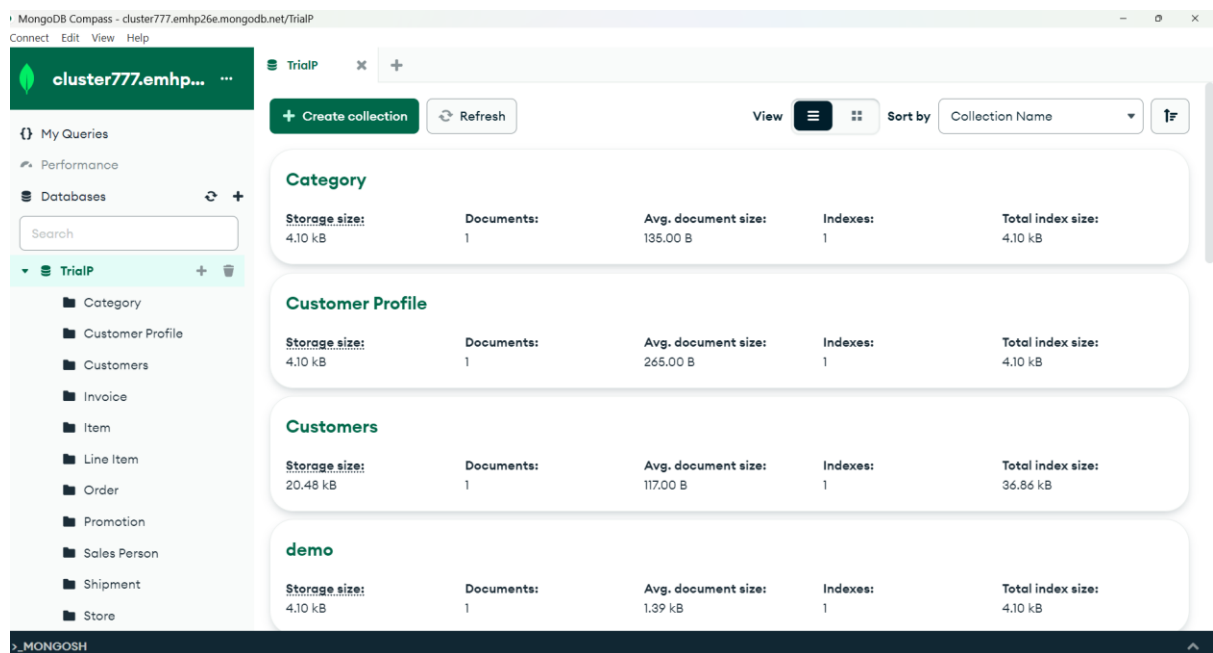 MongoDB Compass - cluster777.emhp26e.mongodb.net/TrialP
Connect Edit View Help
cluster777.emhp... ...
{} My Queries
Performance
Databases
Search
TrialP
Category
Customer Profile
Customers
Invoice
Item
Line Item
Order
Promotion
Sales Person
Shipment
Store
TrialP
Create collection
Refresh
View
Sort by
Collection Name
Category
Storage size: Documents: Avg. document size: Indexes: Total index size:
4.10 kB 1 135.00 B 1 4.10 kB
Customer Profile
Storage size: Documents: Avg. document size: Indexes: Total index size:
4.10 kB 1 265.00 B 1 4.10 kB
Customers
Storage size: Documents: Avg. document size: Indexes: Total index size:
20.48 kB 1 117.00 B 1 36.86 kB
demo
Storage size: Documents: Avg. document size: Indexes: Total index size:
4.10 kB 1 1.39 kB 1 4.10 kB
>_MONGOSH